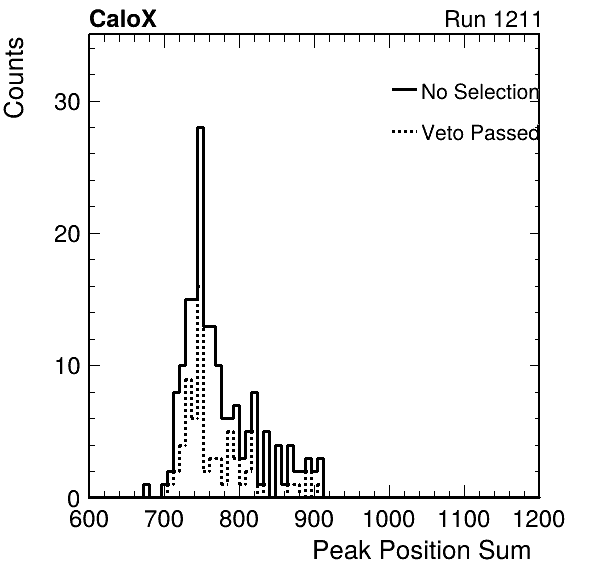 CaloX Run 1211
Counts
No Selection
Veto Passed
30
20
10
0
600 700 800 900 1000 1100 1200
Peak Position Sum